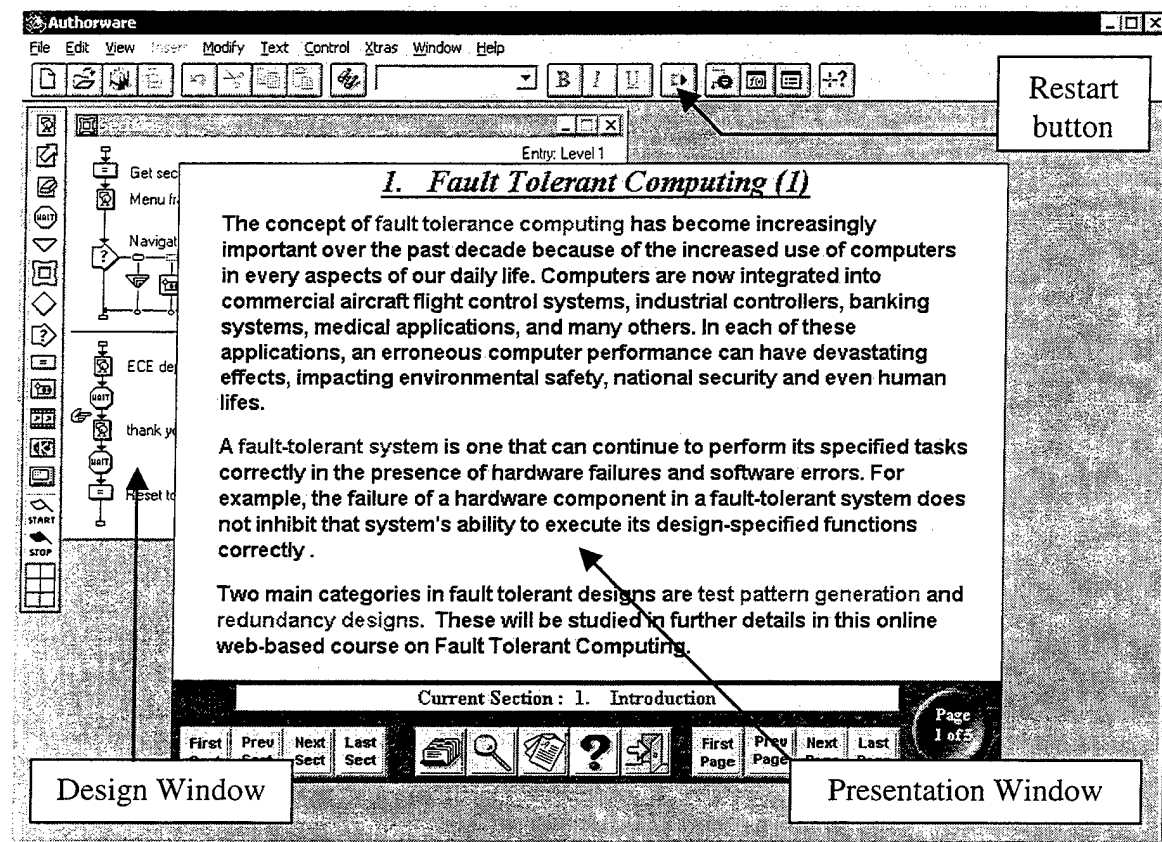 Authorware
File Edit View Insert Modify Text Control Xtras Window Help
B I U
Restart
button
Entry: Level 1
Get sec
Menu fra
Navigat
ECE dep
WAIT
thank yo
WAIT
Reset to
WAIT
START
STOP
1. Fault Tolerant Computing (1)
The concept of fault tolerance computing has become increasingly
important over the past decade because of the increased use of computers
in every aspects of our daily life. Computers are now integrated into
commercial aircraft flight control systems, industrial controllers, banking
systems, medical applications, and many others. In each of these
applications, an erroneous computer performance can have devastating
effects, impacting environmental safety, national security and even human
lifes.
A fault-tolerant system is one that can continue to perform its specified tasks
correctly in the presence of hardware failures and software errors. For
example, the failure of a hardware component in a fault-tolerant system does
not inhibit that system's ability to execute its design-specified functions
correctly .
Two main categories in fault tolerant designs are test pattern generation and
redundancy designs. These will be studied in further details in this online
web-based course on Fault Tolerant Computing.
Current Section : 1. Introduction
Page
1 of 5
First Prev Next Last
Sect Sect
First Prev Next Last
Page Page
Design Window
Presentation Window